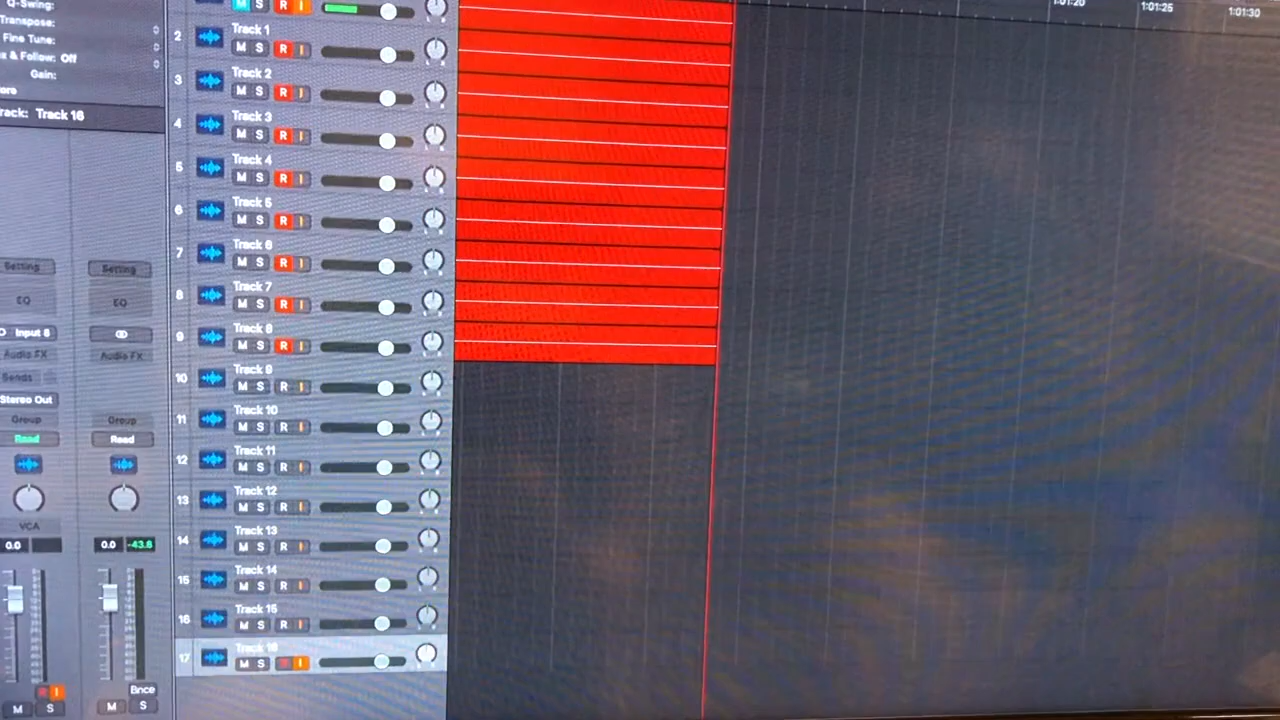 Q-Swing:
Transpose:
Fine Tune:
x & Follow: Off
Gain:
ore
rack: Track 16
Setting
EQ
Input 8
Audio FX
Sends
Stereo Out
Group
Read
VCA
0.0
R I
M S
Setting
EQ
Audio FX
Group
Read
0.0 -43.6
Bnce
M S
M S R I
2 Track 1
M S R I
3 Track 2
M S R I
4 Track 3
M S R I
5 Track 4
M S R I
6 Track 5
M S R I
7 Track 6
M S R I
8 Track 7
M S R I
9 Track 8
M S R I
10 Track 9
M S R I
11 Track 10
M S R I
12 Track 11
M S R I
13 Track 12
M S R I
14 Track 13
M S R I
15 Track 14
M S R I
16 Track 15
M S R I
17 Track 16
M S R I
1:01:20 1:01:25 1:01:30